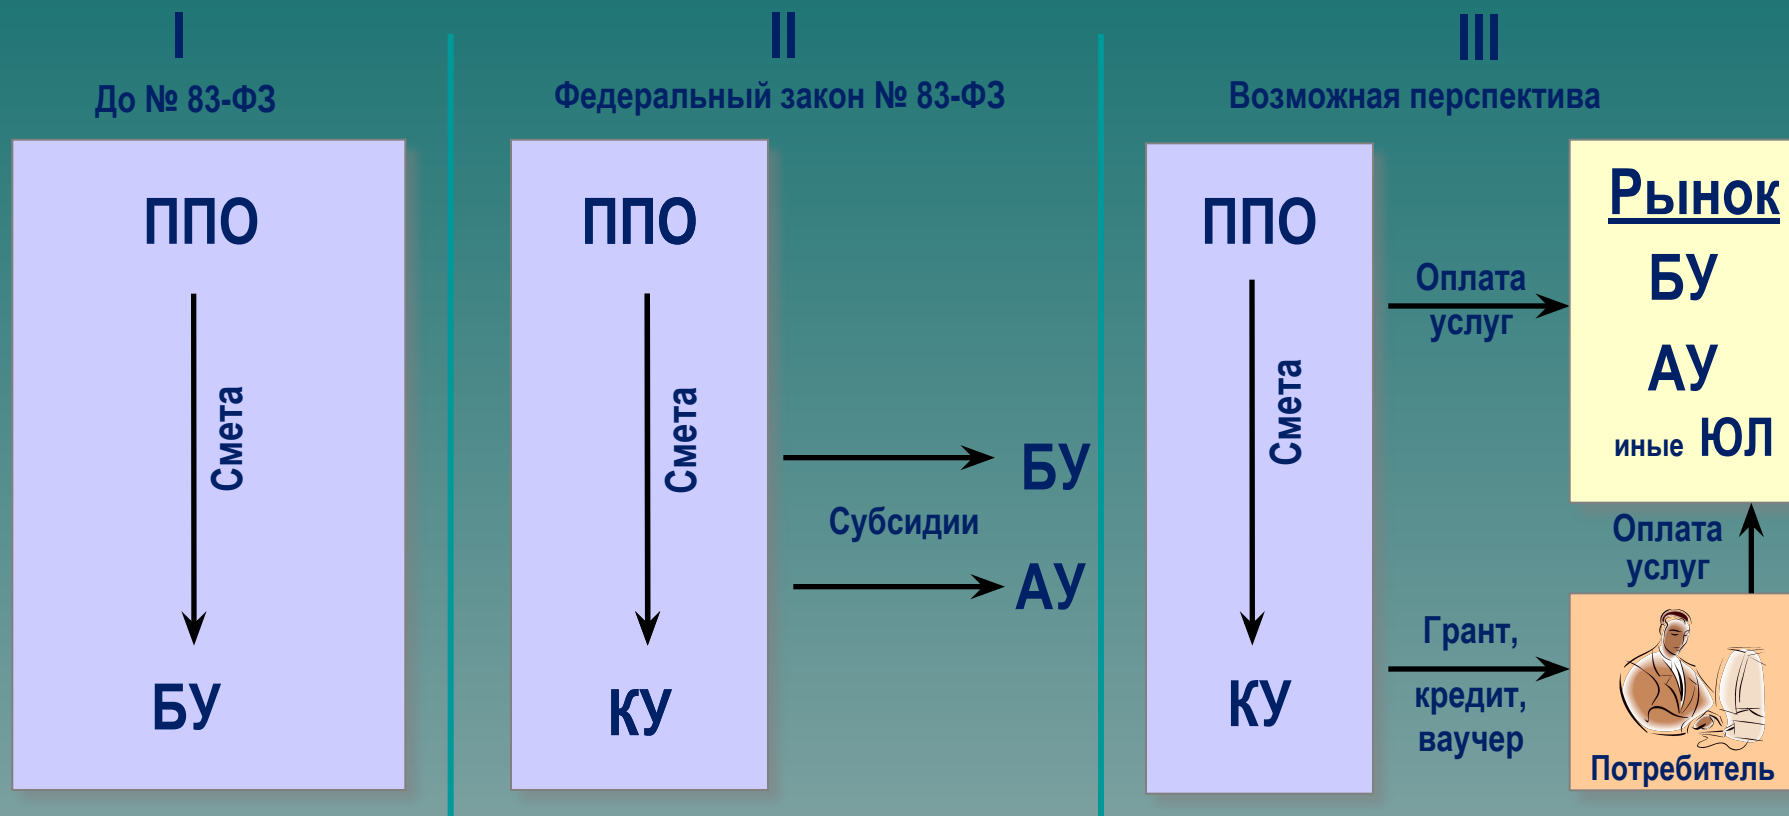 I
До № 83-ФЗ
ППО
Смета
БУ
II
Федеральный закон № 83-ФЗ
ППО
Смета
КУ
БУ
Субсидии
АУ
III
Возможная перспектива
ППО
Смета
КУ
Оплата
услуг
Рынок
БУ
АУ
иные ЮЛ
Оплата
услуг
Грант,
кредит,
ваучер
Потребитель